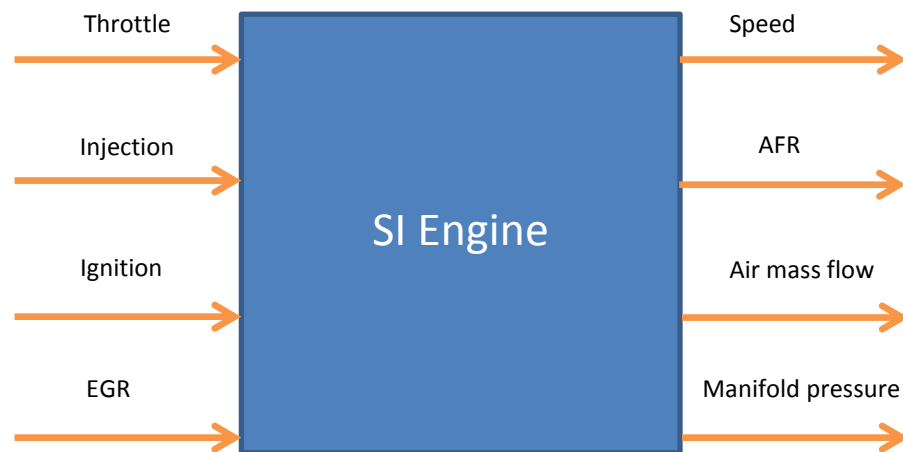 Throttle
Speed
Injection
AFR
SI Engine
Ignition
Air mass flow
EGR
Manifold pressure